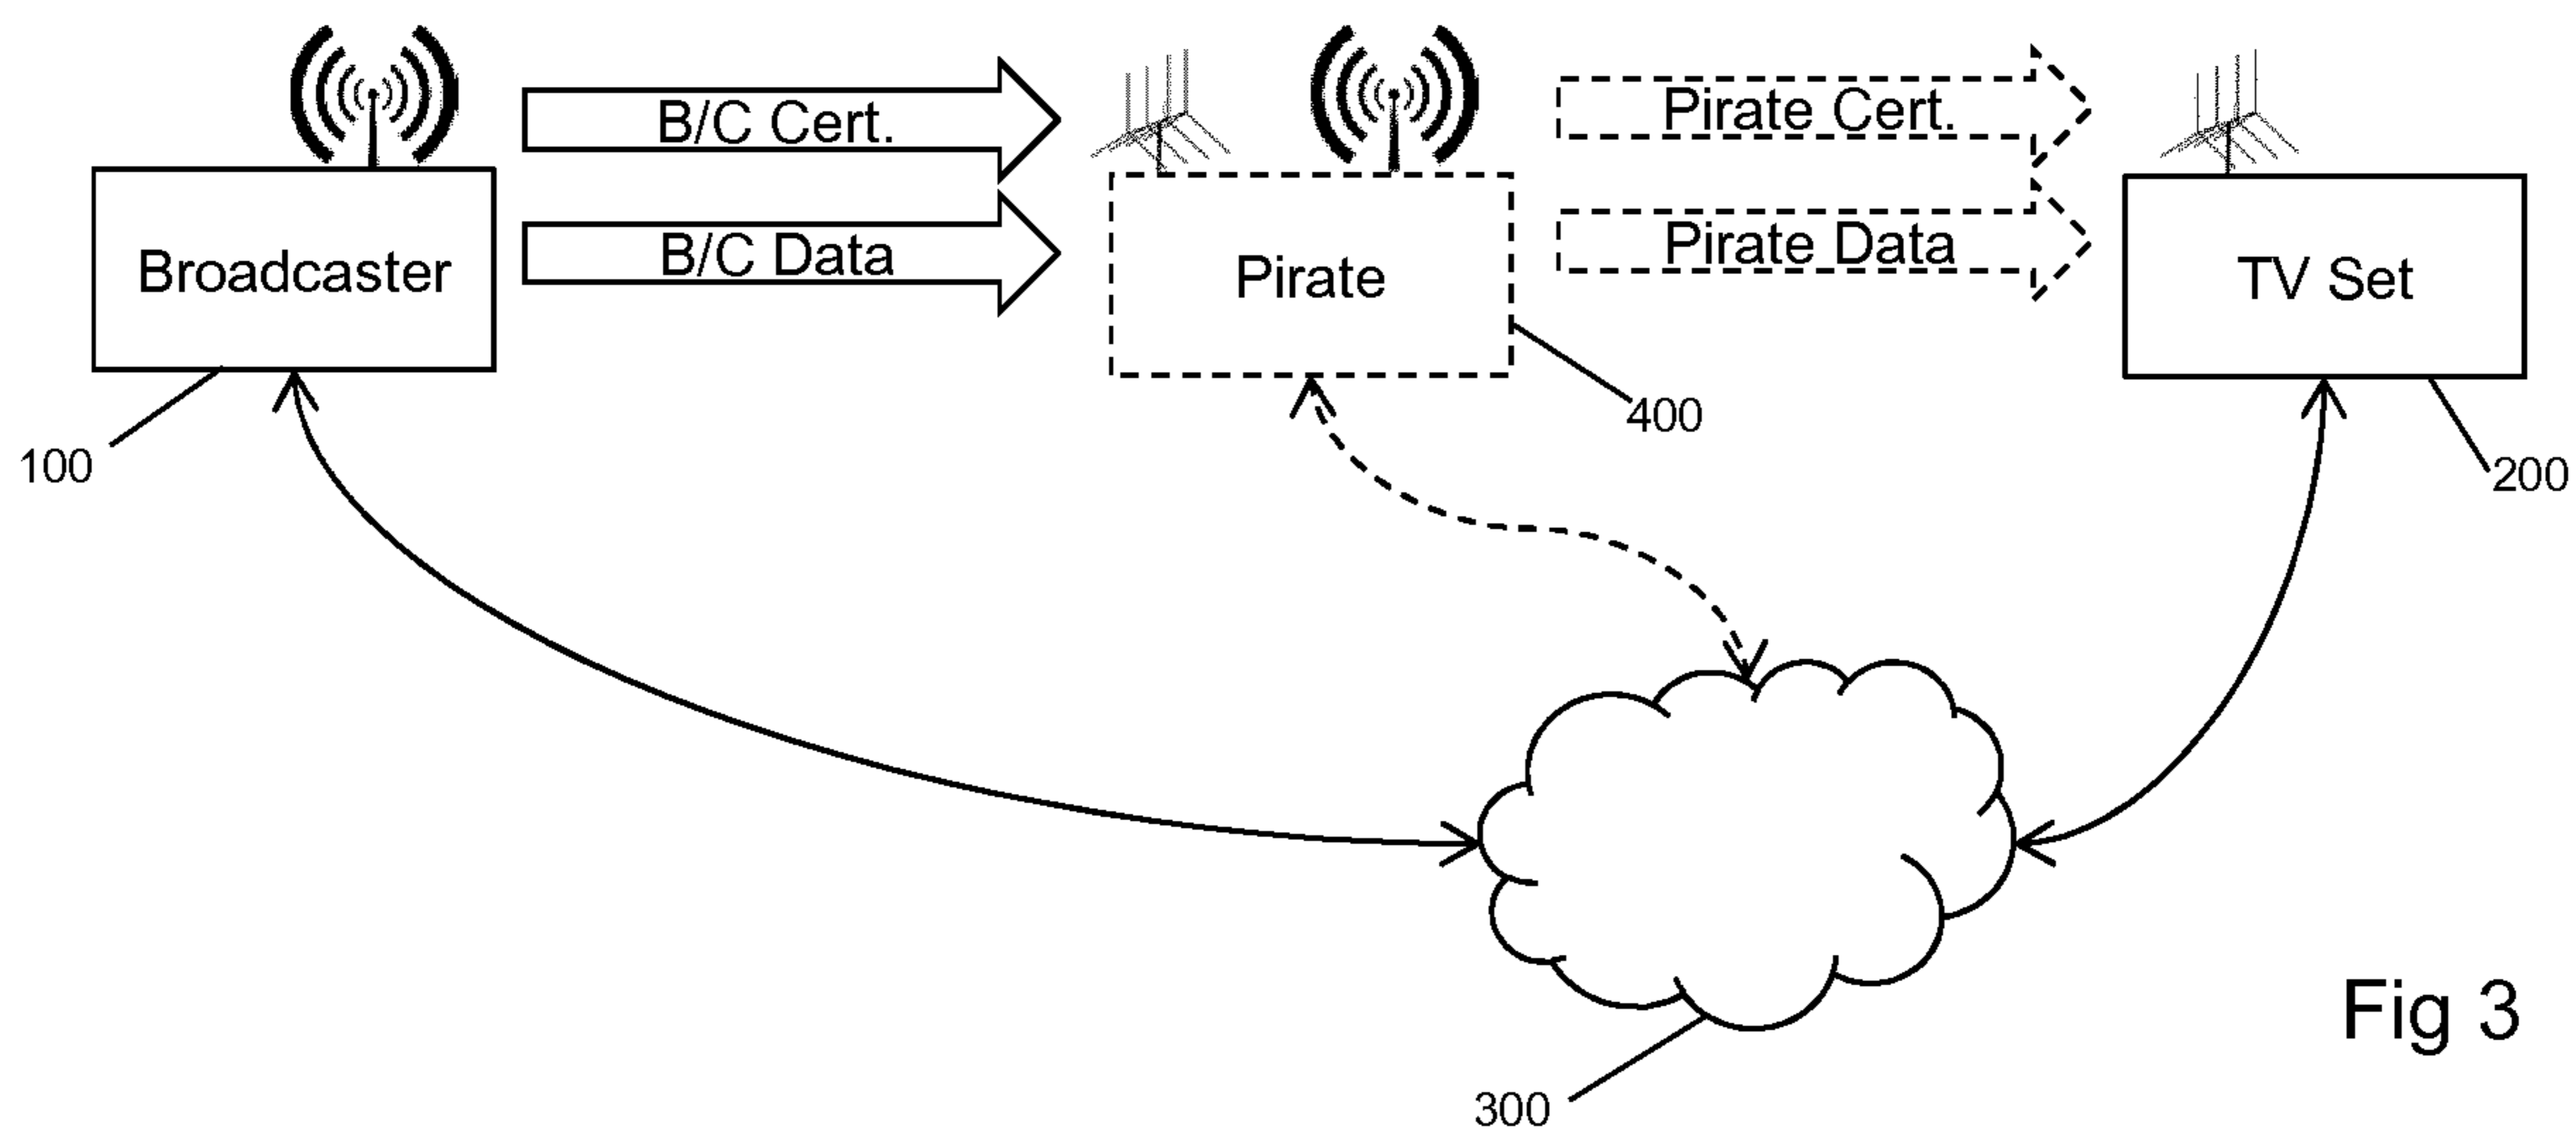 B/C Cert.
Pirate Cert.
B/C Data
Pirate Data
Broadcaster
Pirate
TV Set
400
100
200
Fig 3
300